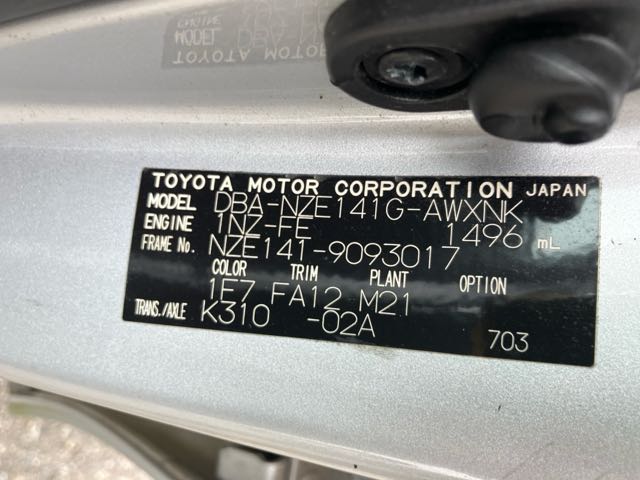 TOYOTA MOTOR CORPORATION JAPAN
MODEL DBA-NZE141G-AWXNK
ENGINE 1NZ-FE 1496 mL
FRAME No. NZE141-9093017
COLOR TRIM PLANT OPTION
1E7 FA12 M21
TRANS./AXLE K310 -02A
703